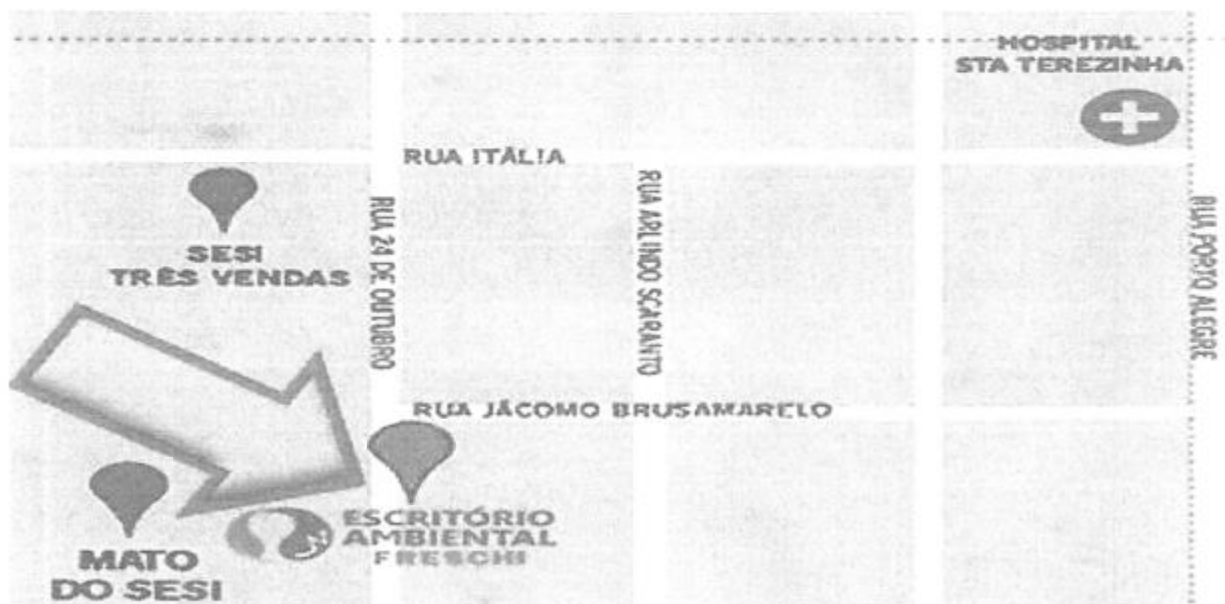 HOSPITAL
STA TEREZINHA
RUA ITÁLIA
SESI
TRÊS VENDAS
RUA 24 DE OUTUBRO
RUA ARLINDO SCARANTO
RUA PORTO ALEGRE
RUA JÁCOMO BRUSAMARELO
ESCRITÓRIO
AMBIENTAL
FRESCHI
MATO
DO SESI